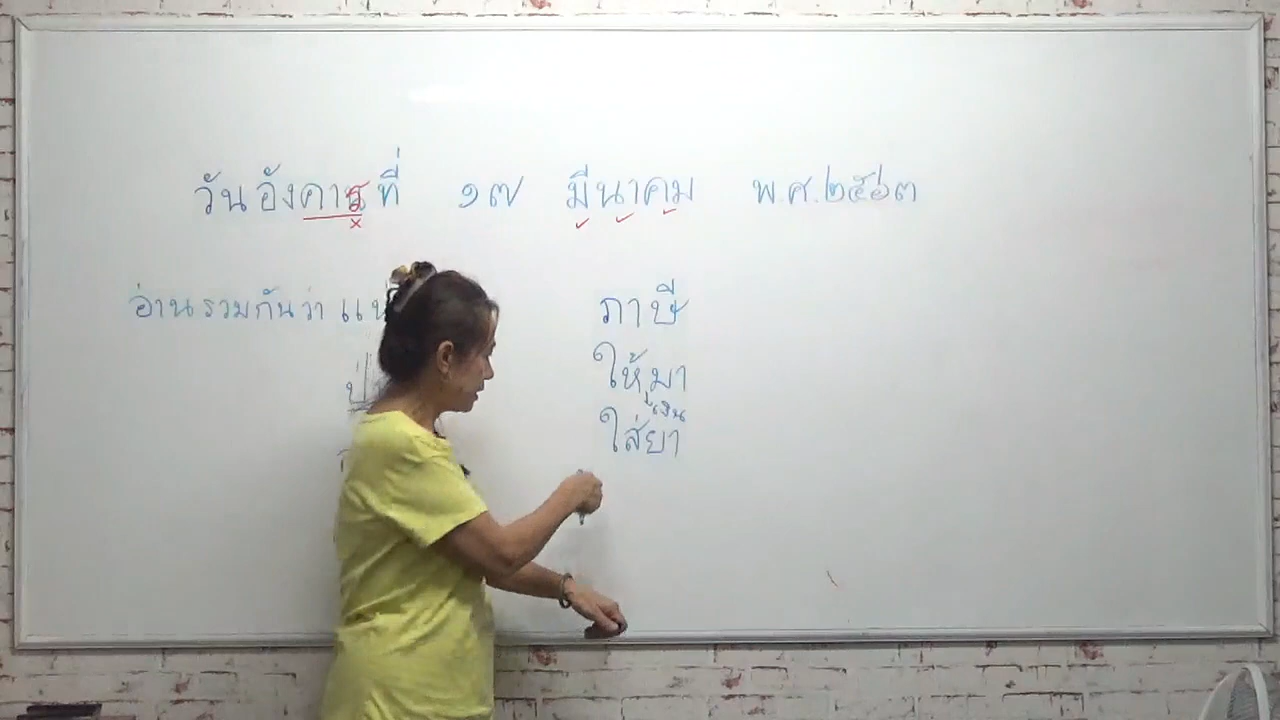 วันอังคารที่ ๑๗ มีนาคม พ.ศ.๒๕๖๓
อ่านรวมกันว่า
ภาษี
ให้มา
เงิน
ใส่ยา